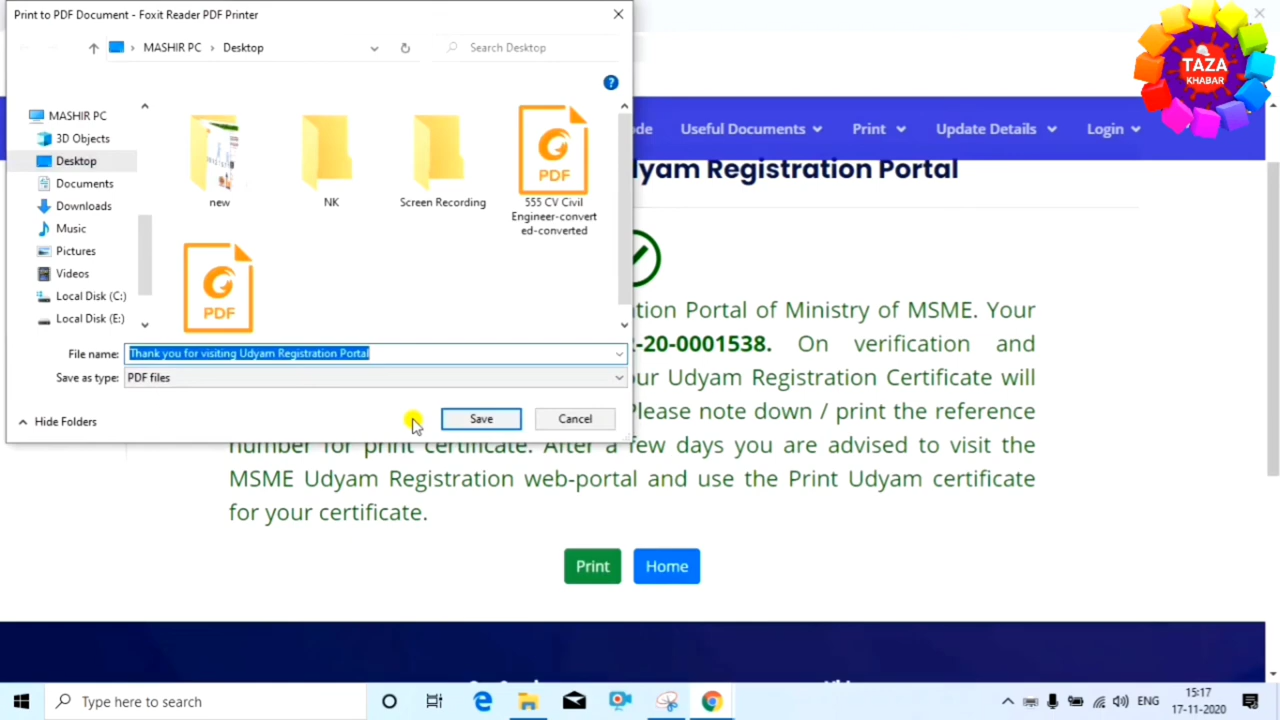 Print to PDF Document - Foxit Reader PDF Printer
MASHIR PC > Desktop
Search Desktop
?
MASHIR PC
3D Objects
Desktop
Documents
Downloads
Music
Pictures
Videos
Local Disk (C:)
Local Disk (E:)
new
NK
Screen Recording
PDF
555 CV Civil
Engineer-convert
ed-converted
PDF
File name: Thank you for visiting Udyam Registration Portal
Save as type: PDF files
Hide Folders
Save
Cancel
TAZA
KHABAR
Useful Documents
Print
Update Details
Login
Registration Portal
Portal of Ministry of MSME. Your
-20-0001538. On verification and
Udyam Registration Certificate will
Please note down / print the reference
number for print certificate. After a few days you are advised to visit the
MSME Udyam Registration web-portal and use the Print Udyam certificate
for your certificate.
Print
Home
Type here to search
ENG
15:17
17-11-2020